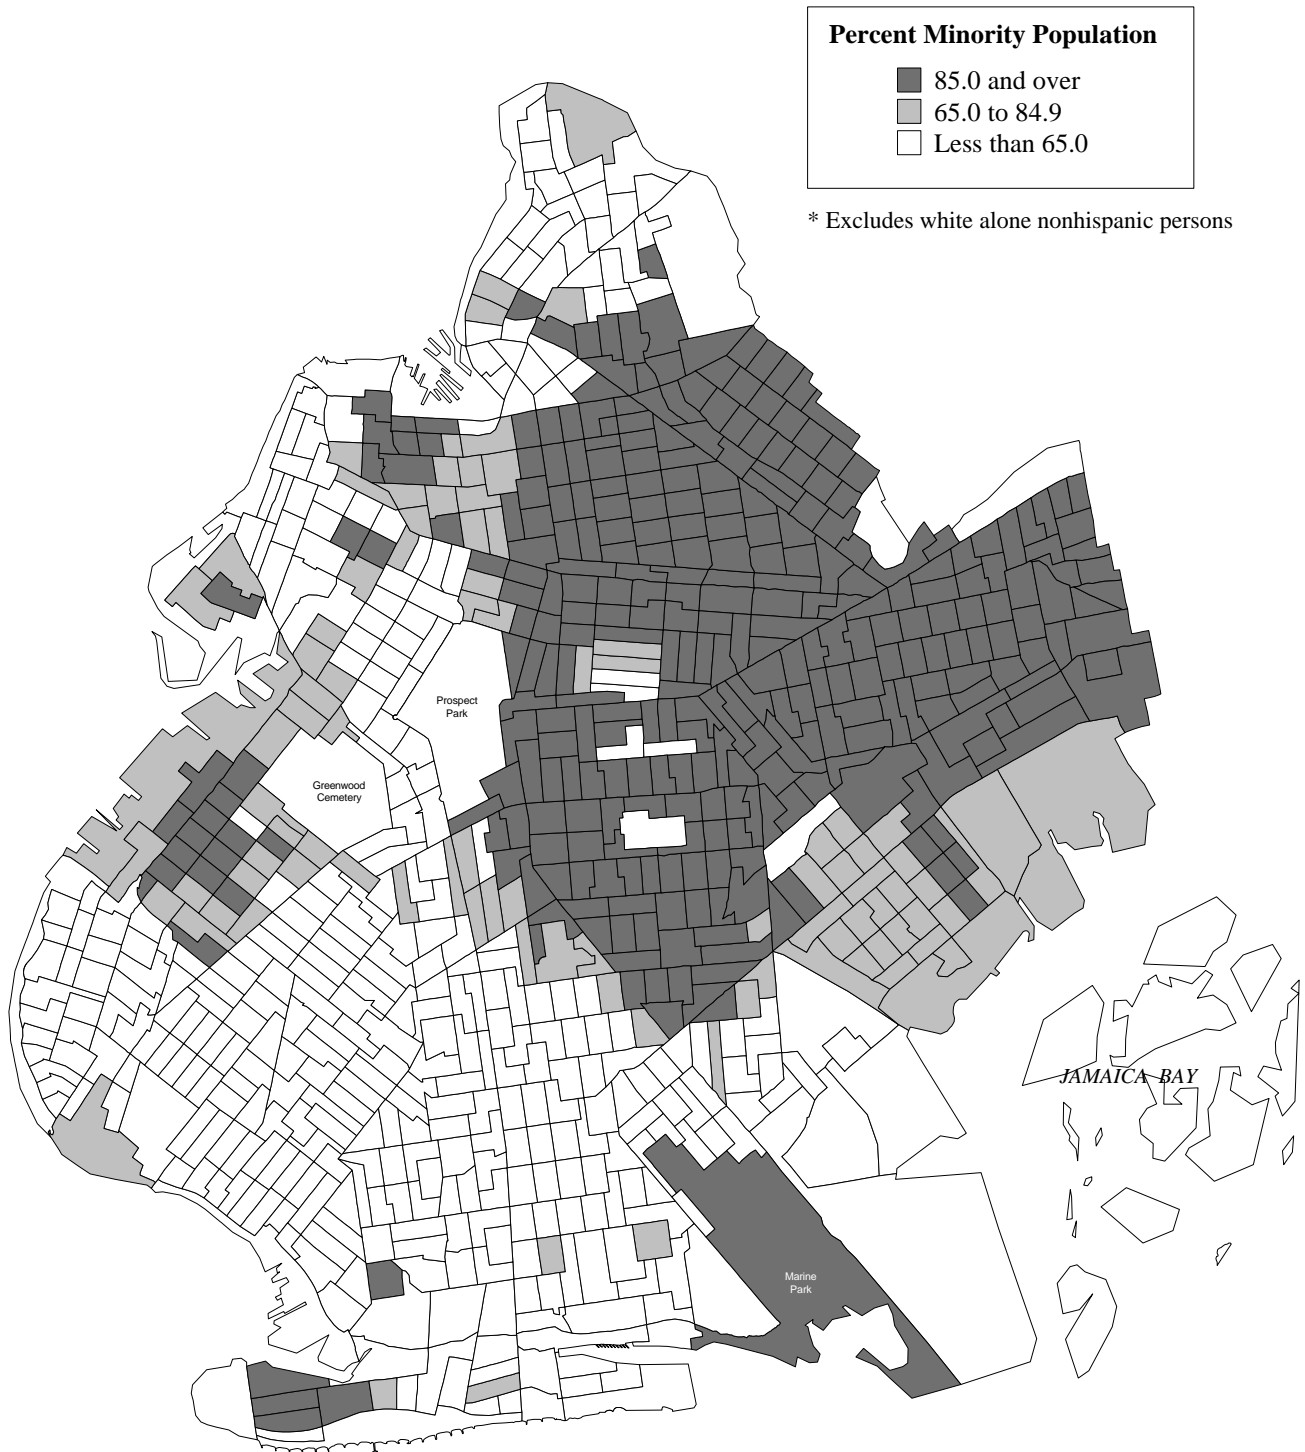 Percent Minority Population
85.0 and over
65.0 to 84.9
Less than 65.0
* Excludes white alone nonhispanic persons
Prospect
Park
Greenwood
Cemetery
JAMAICA BAY
Marine
Park